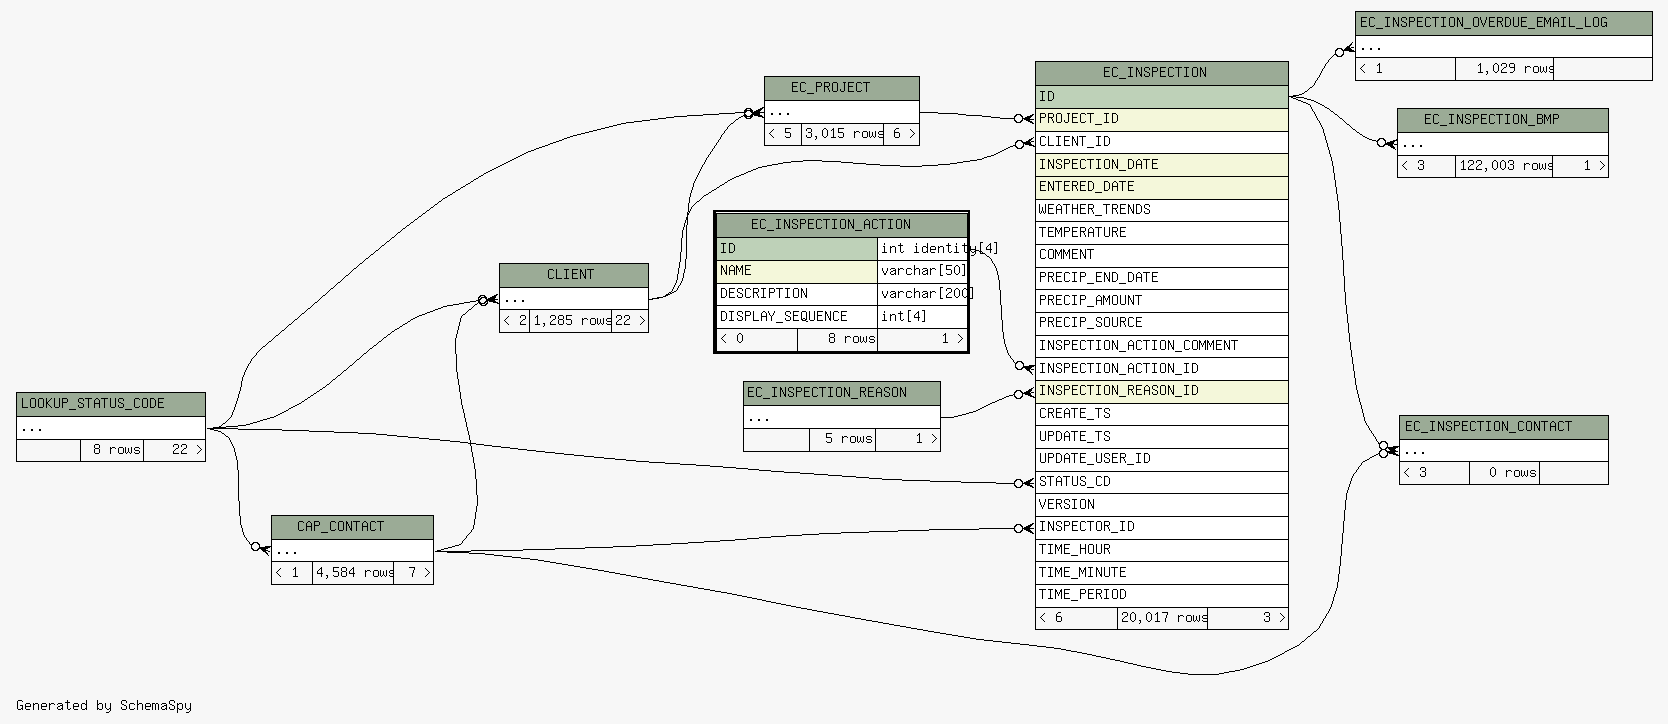 EC_INSPECTION_OVERDUE_EMAIL_LOG
...
< 1 1,029 rows
EC_INSPECTION_BMP
...
< 3 122,003 rows 1 >
EC_PROJECT
...
< 5 3,015 rows 6 >
EC_INSPECTION
ID
PROJECT_ID
CLIENT_ID
INSPECTION_DATE
ENTERED_DATE
WEATHER_TRENDS
TEMPERATURE
COMMENT
PRECIP_END_DATE
PRECIP_AMOUNT
PRECIP_SOURCE
INSPECTION_ACTION_COMMENT
INSPECTION_ACTION_ID
INSPECTION_REASON_ID
CREATE_TS
UPDATE_TS
UPDATE_USER_ID
STATUS_CD
VERSION
INSPECTOR_ID
TIME_HOUR
TIME_MINUTE
TIME_PERIOD
< 6 20,017 rows 3 >
EC_INSPECTION_ACTION
ID int identity[4]
NAME varchar[50]
DESCRIPTION varchar[200]
DISPLAY_SEQUENCE int[4]
< 0 8 rows 1 >
CLIENT
...
< 2 1,285 rows 22 >
EC_INSPECTION_REASON
...
5 rows 1 >
LOOKUP_STATUS_CODE
...
8 rows 22 >
EC_INSPECTION_CONTACT
...
< 3 0 rows
CAP_CONTACT
...
< 1 4,584 rows 7 >
Generated by SchemaSpy